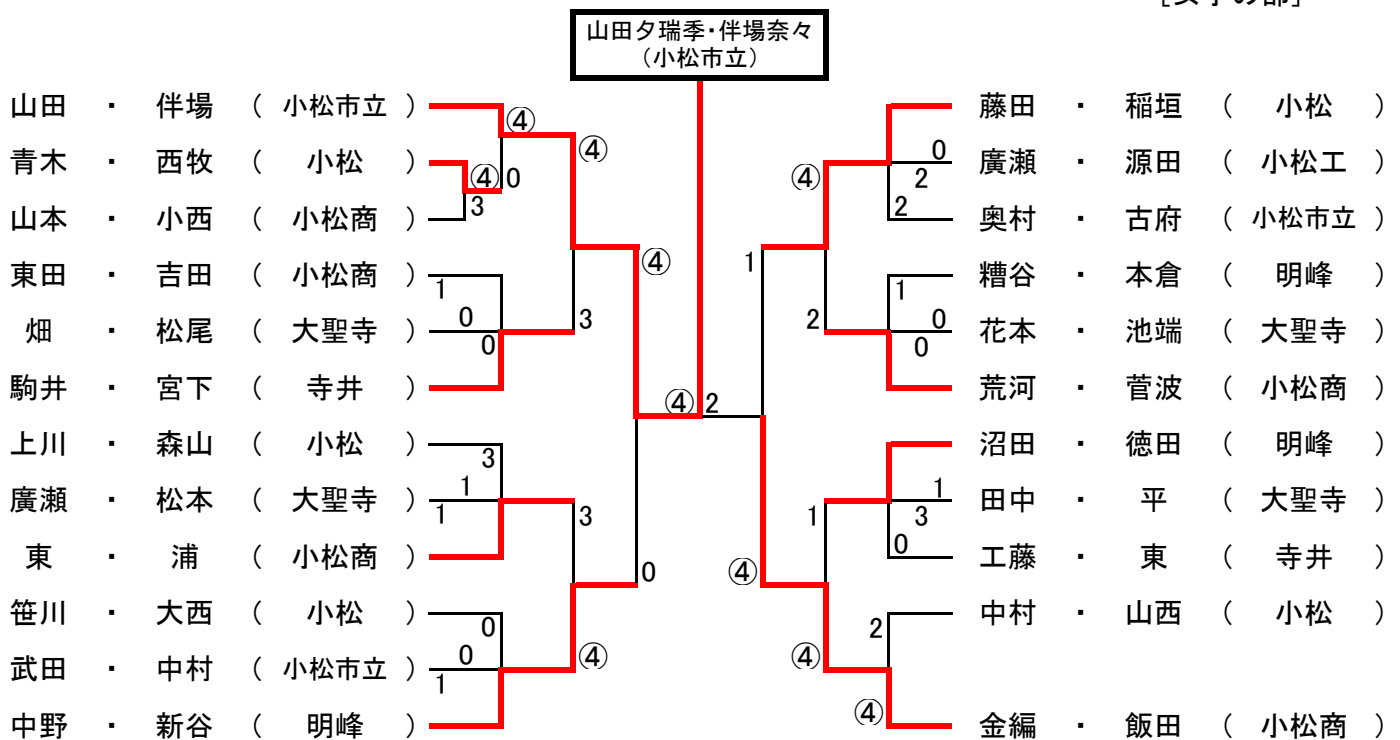 [女子の部]
山田夕瑞季・伴場奈々
（小松市立）
山田 ・ 伴場 （ 小松市立 ）
青木 ・ 西牧 （ 小松 ）
山本 ・ 小西 （ 小松商 ）
東田 ・ 吉田 （ 小松商 ）
畑 ・ 松尾 （ 大聖寺 ）
駒井 ・ 宮下 （ 寺井 ）
上川 ・ 森山 （ 小松 ）
廣瀬 ・ 松本 （ 大聖寺 ）
東 ・ 浦 （ 小松商 ）
笹川 ・ 大西 （ 小松 ）
武田 ・ 中村 （ 小松市立 ）
中野 ・ 新谷 （ 明峰 ）
④
④
④ 0
3
④
1
0
3
0
3
1
1
3
0
0
0
1
④
④ 2
藤田 ・ 稲垣 （ 小松 ）
廣瀬 ・ 源田 （ 小松工 ）
奥村 ・ 古府 （ 小松市立 ）
糟谷 ・ 本倉 （ 明峰 ）
花本 ・ 池端 （ 大聖寺 ）
荒河 ・ 菅波 （ 小松商 ）
沼田 ・ 徳田 （ 明峰 ）
田中 ・ 平 （ 大聖寺 ）
工藤 ・ 東 （ 寺井 ）
中村 ・ 山西 （ 小松 ）
金編 ・ 飯田 （ 小松商 ）
0
④
2
2
1
1
2
0
0
1
1
3
0
④
2
④
④